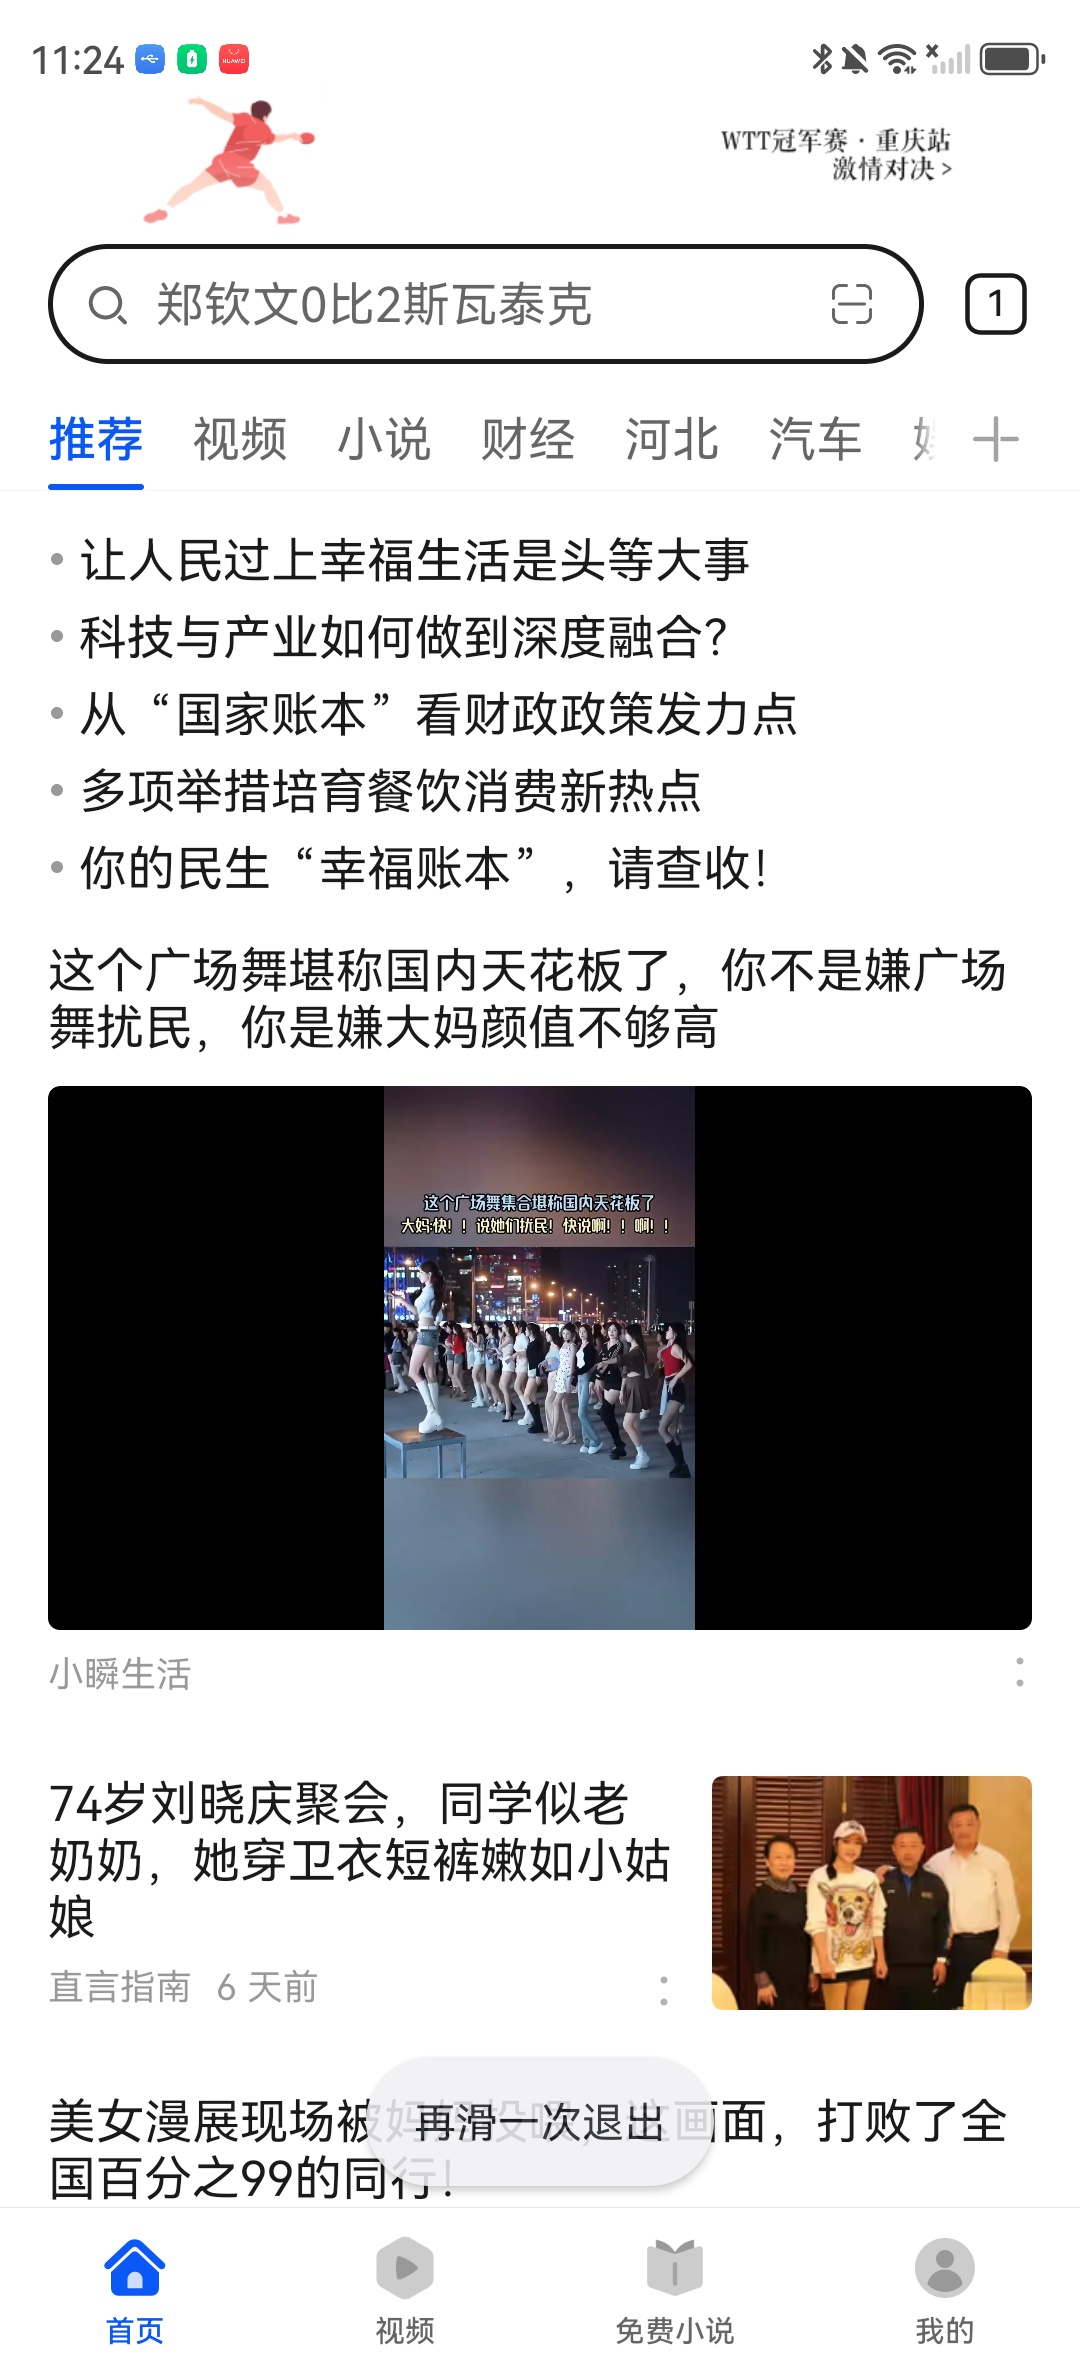 11:24
HUAWEI
WTT冠军赛·重庆站
激情对决 >
郑钦文0比2斯瓦泰克
1
推荐 视频 小说 财经 河北 汽车
让人民过上幸福生活是头等大事
科技与产业如何做到深度融合？
从“国家账本”看财政政策发力点
多项举措培育餐饮消费新热点
你的民生“幸福账本”，请查收！
这个广场舞堪称国内天花板了，你不是嫌广场
舞扰民，你是嫌大妈颜值不够高
这个广场舞集合堪称国内天花板了
大妈:快！！说她们扰民！快说啊！！啊！！
小瞬生活
74岁刘晓庆聚会，同学似老
奶奶，她穿卫衣短裤嫩如小姑
娘
直言指南 6 天前
美女漫展现场被妈妈投喂，这画面，打败了全
国百分之99的同行！
再滑一次退出
首页 视频 免费小说 我的